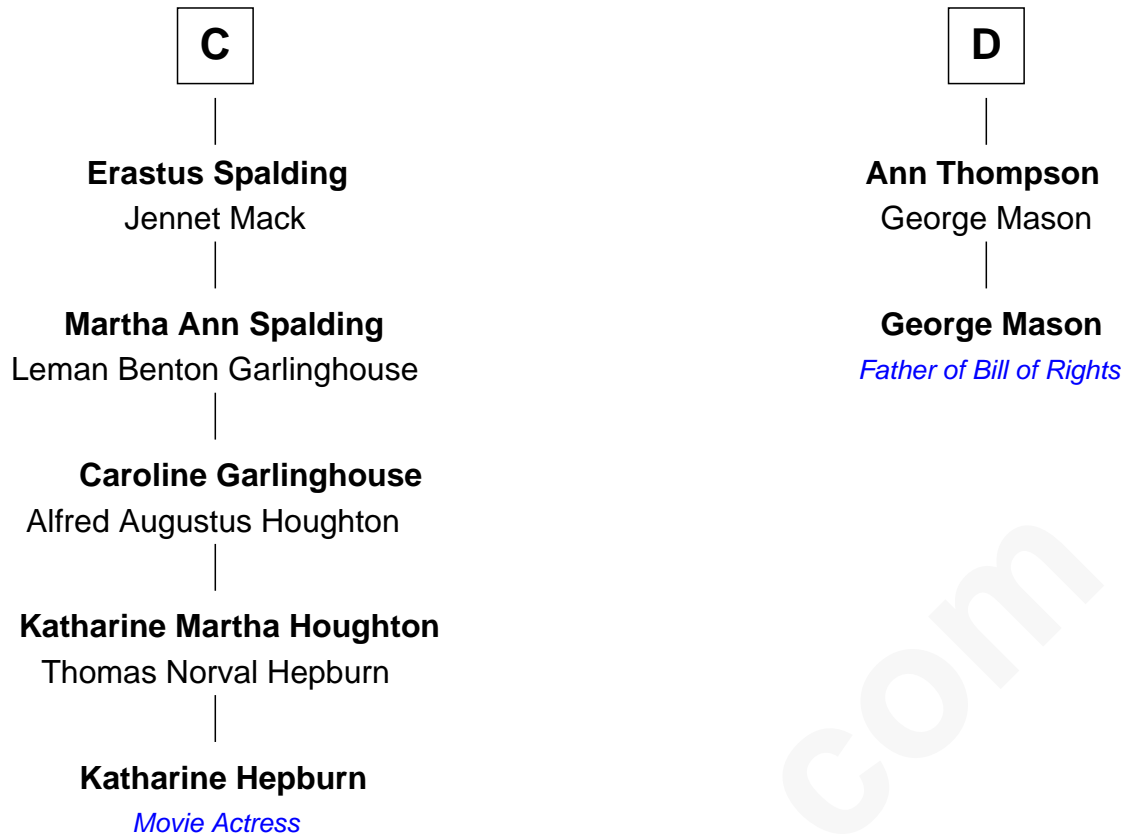 C
Erastus Spalding
Jennet Mack
Martha Ann Spalding
Leman Benton Garlinghouse
Caroline Garlinghouse
Alfred Augustus Houghton
Katharine Martha Houghton
Thomas Norval Hepburn
Katharine Hepburn
Movie Actress
D
Ann Thompson
George Mason
George Mason
Father of Bill of Rights
com